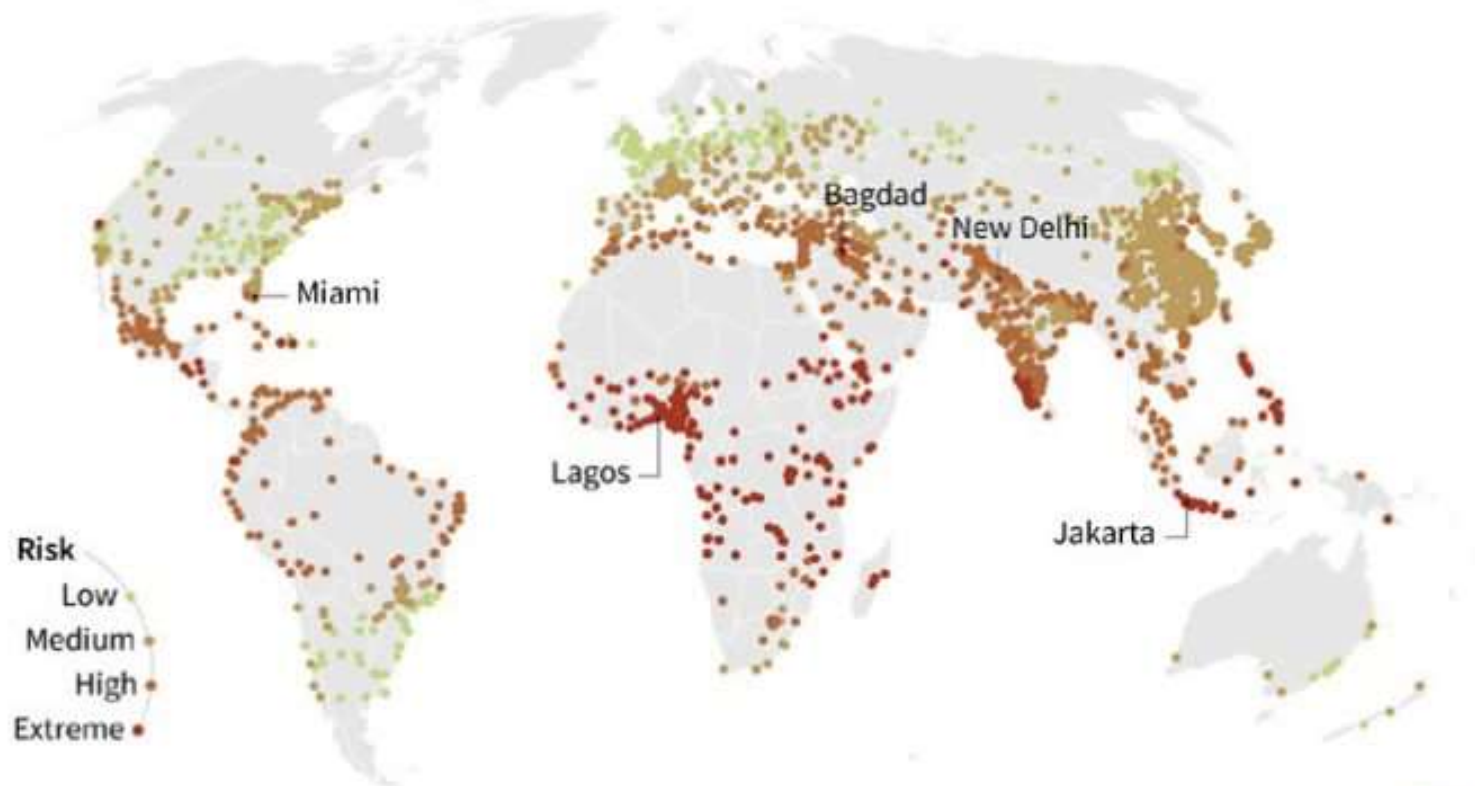 Bagdad
New Delhi
Miami
Lagos
Jakarta
Risk
Low
Medium
High
Extreme